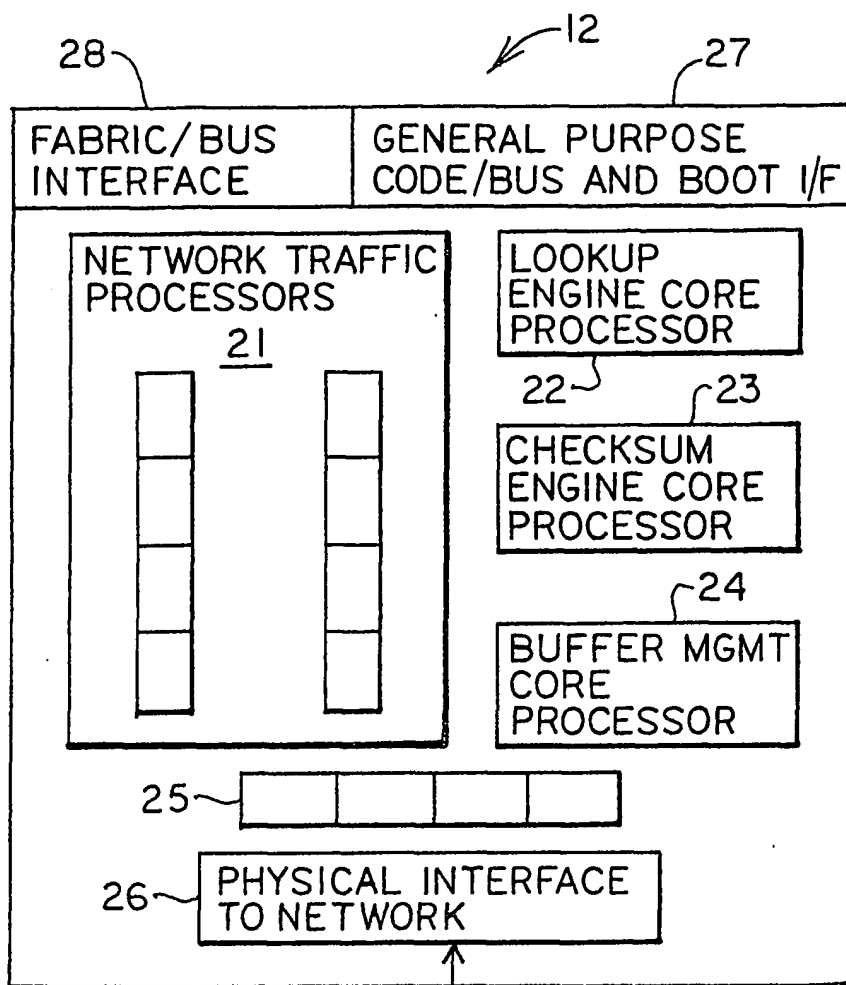 12
28
27
FABRIC/BUS
INTERFACE
GENERAL PURPOSE
CODE/BUS AND BOOT I/F
NETWORK TRAFFIC
PROCESSORS
21
LOOKUP
ENGINE CORE
PROCESSOR
22
23
CHECKSUM
ENGINE CORE
PROCESSOR
24
BUFFER MGMT
CORE
PROCESSOR
25
26
PHYSICAL INTERFACE
TO NETWORK